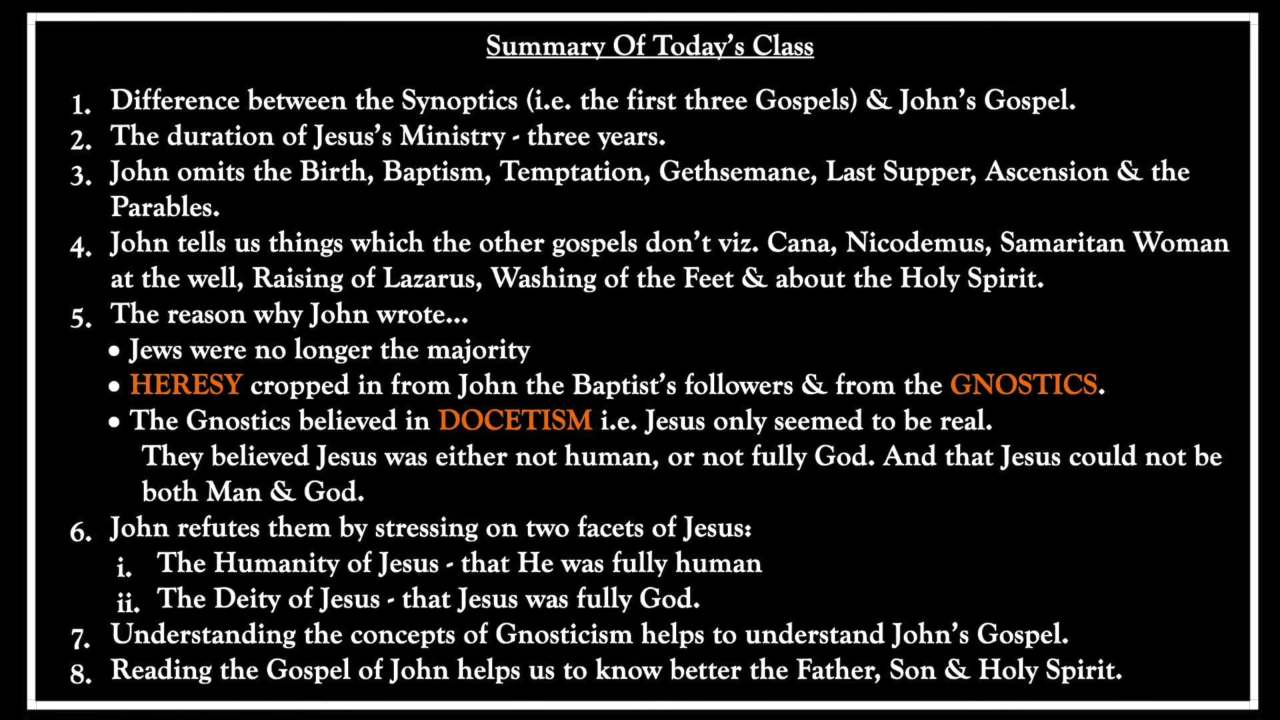 Summary Of Today's Class
1. Difference between the Synoptics (i.e. the first three Gospels) & John's Gospel.
2. The duration of Jesus's Ministry - three years.
3. John omits the Birth, Baptism, Temptation, Gethsemane, Last Supper, Ascension & the
Parables.
4. John tells us things which the other gospels don't viz. Cana, Nicodemus, Samaritan Woman
at the well, Raising of Lazarus, Washing of the Feet & about the Holy Spirit.
5. The reason why John wrote...
• Jews were no longer the majority
• HERESY cropped in from John the Baptist's followers & from the GNOSTICS.
• The Gnostics believed in DOCETISM i.e. Jesus only seemed to be real.
They believed Jesus was either not human, or not fully God. And that Jesus could not be
both Man & God.
6. John refutes them by stressing on two facets of Jesus:
i. The Humanity of Jesus - that He was fully human
ii. The Deity of Jesus - that Jesus was fully God.
7. Understanding the concepts of Gnosticism helps to understand John's Gospel.
8. Reading the Gospel of John helps us to know better the Father, Son & Holy Spirit.